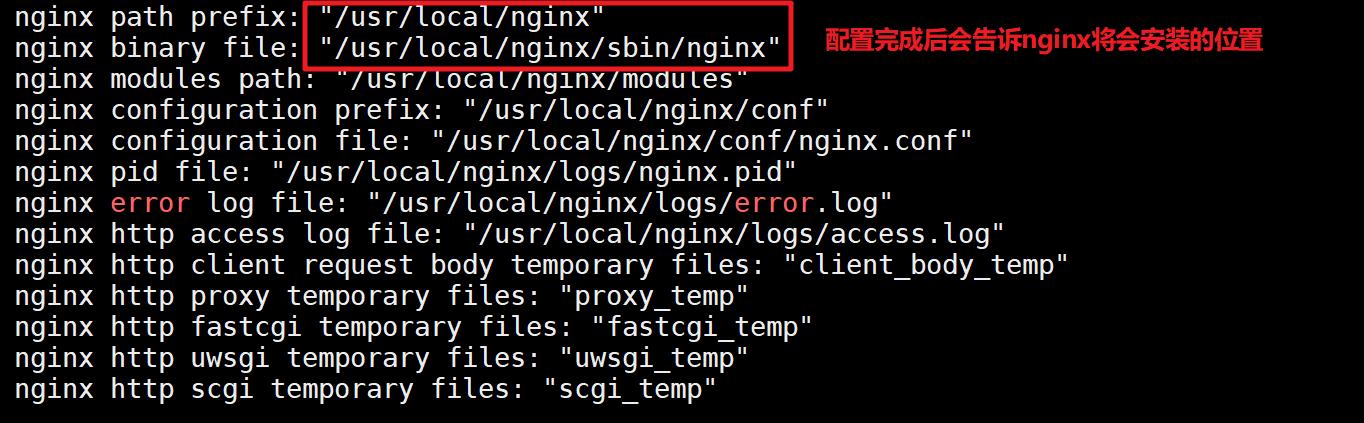 nginx path prefix: "/usr/local/nginx"
nginx binary file: "/usr/local/nginx/sbin/nginx"
配置完成后会告诉nginx将会安装的位置
nginx modules path: "/usr/local/nginx/modules"
nginx configuration prefix: "/usr/local/nginx/conf"
nginx configuration file: "/usr/local/nginx/conf/nginx.conf"
nginx pid file: "/usr/local/nginx/logs/nginx.pid"
nginx error log file: "/usr/local/nginx/logs/error.log"
nginx http access log file: "/usr/local/nginx/logs/access.log"
nginx http client request body temporary files: "client_body_temp"
nginx http proxy temporary files: "proxy_temp"
nginx http fastcgi temporary files: "fastcgi_temp"
nginx http uwsgi temporary files: "uwsgi_temp"
nginx http scgi temporary files: "scgi_temp"